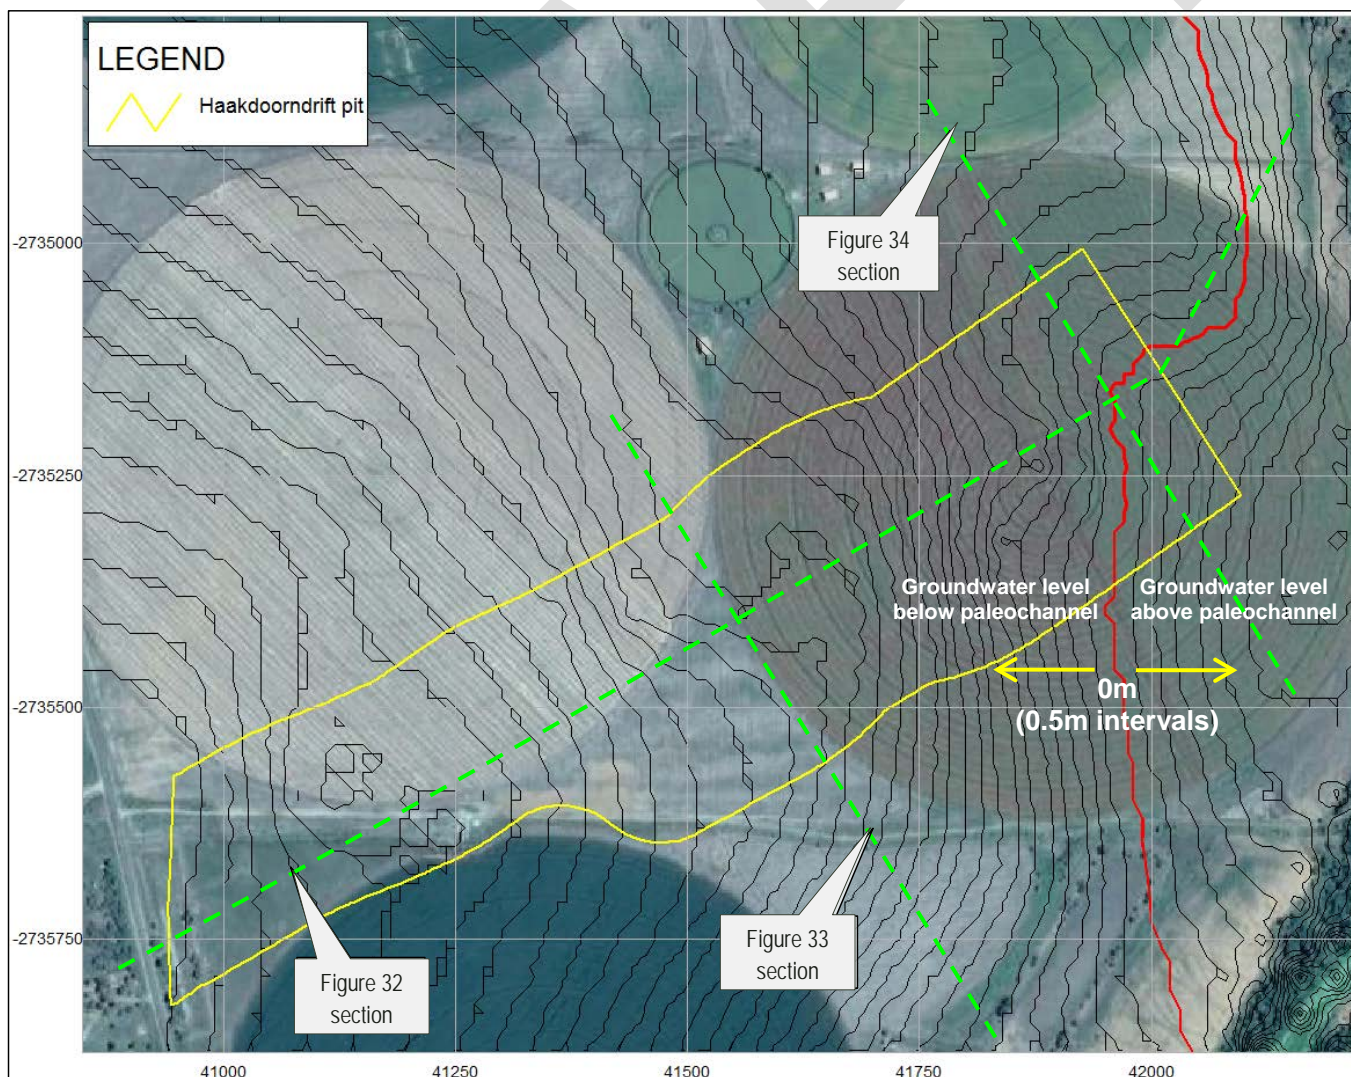 LEGEND
Haakdoorndrift pit
Figure 34
section
-2735000
-2735250
Groundwater level
below paleochannel
Groundwater level
above paleochannel
0m
(0.5m intervals)
-2735500
Figure 33
section
-2735750
Figure 32
section
41000
41250
41500
41750
42000